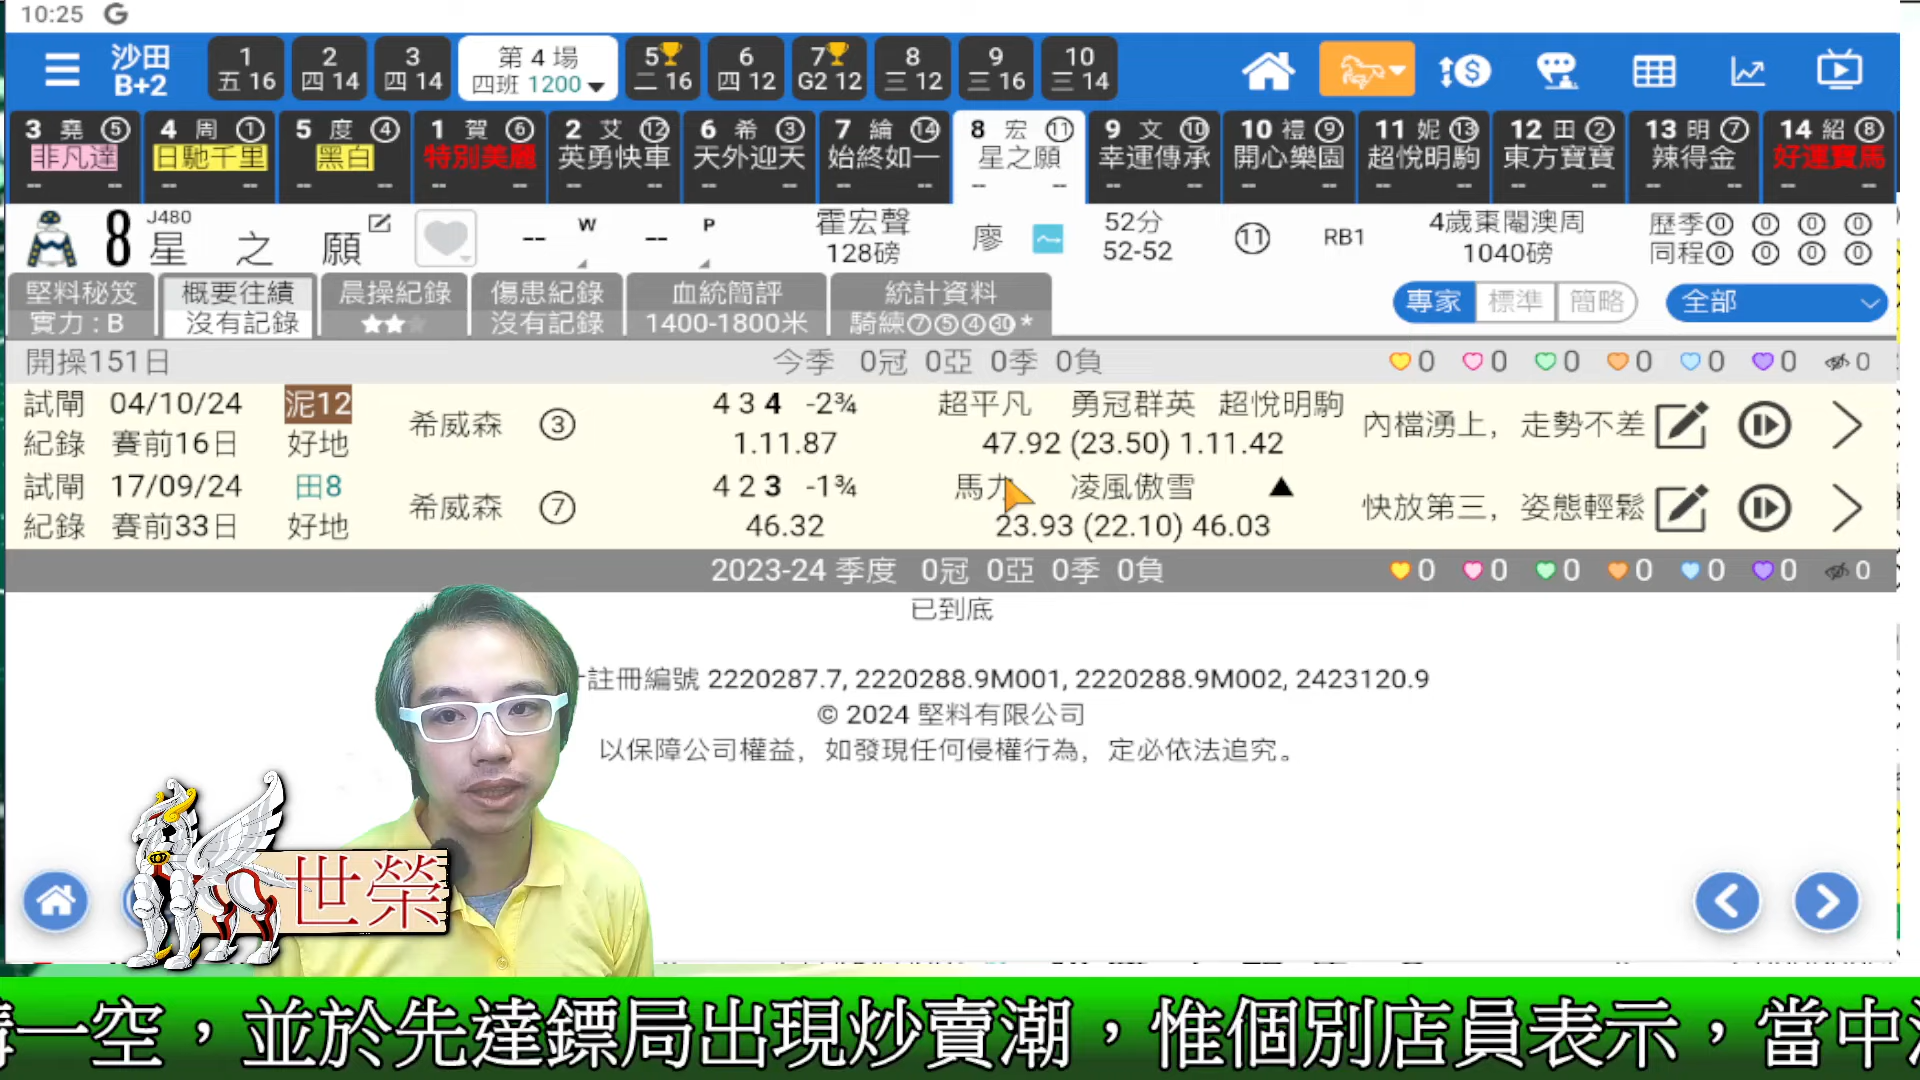 10:25 G
沙田 B+2
1 五 16
2 四 14
3 四 14
第 4 場 四班 1200
5 二 16
6 四 12
7 G2 12
8 三 12
9 三 16
10 三 14
3 堯 ⑤ 非凡達 -- --
4 周 ① 日馳千里 -- --
5 度 ④ 黑白 -- --
1 賀 ⑥ 特別美麗 -- --
2 艾 ⑫ 英勇快車 -- --
6 希 ③ 天外迎天 -- --
7 綸 ⑭ 始終如一 -- --
8 宏 ⑪ 星之願 -- --
9 文 ⑩ 幸運傳承 -- --
10 禮 ⑨ 開心樂園 -- --
11 妮 ⑬ 超悅明駒 -- --
12 田 ② 東方寶寶 -- --
13 明 ⑦ 辣得金 -- --
14 紹 ⑧ 好運寶馬 -- --
8 J480 星之願
-- W -- P
霍宏聲 128磅
廖
52分 52-52
⑪
RB1
4歲棗閹澳周 1040磅
歷季⓪ ⓪ ⓪ ⓪
同程⓪ ⓪ ⓪ ⓪
堅料秘笈 實力 : B
概要往績 沒有記錄
晨操紀錄 ★★
傷患紀錄 沒有記錄
血統簡評 1400-1800米
統計資料 騎練⑦⑤④㉚*
專家 標準 簡略
全部
開操151日 今季 0冠 0亞 0季 0負 0 0 0 0 0 0 0
試閘 04/10/24 泥12 希威森 ③ 4 3 4 -2¾ 超平凡 勇冠群英 超悅明駒 內檔湧上，走勢不差
紀錄 賽前16日 好地 1.11.87 47.92 (23.50) 1.11.42
試閘 17/09/24 田8 希威森 ⑦ 4 2 3 -1¾ 馬力 凌風傲雪 ▲ 快放第三，姿態輕鬆
紀錄 賽前33日 好地 46.32 23.93 (22.10) 46.03
2023-24 季度 0冠 0亞 0季 0負 0 0 0 0 0 0 0
已到底
註冊編號 2220287.7, 2220288.9M001, 2220288.9M002, 2423120.9
© 2024 堅料有限公司
以保障公司權益，如發現任何侵權行為，定必依法追究。
世榮
一空，並於先達鏢局出現炒賣潮，惟個別店員表示，當中